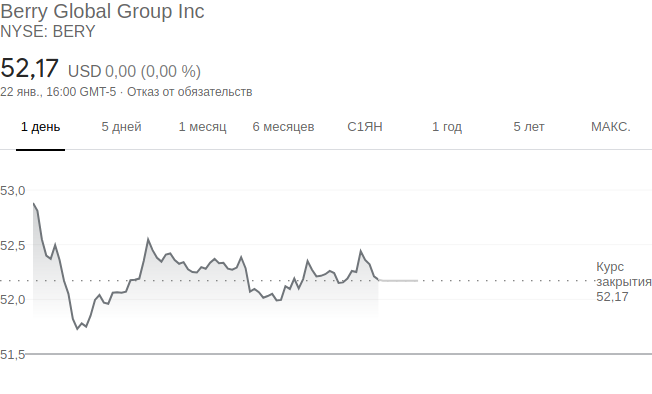 Berry Global Group Inc
NYSE: BERY
52,17 USD 0,00 (0,00 %)
22 янв., 16:00 GMT-5 · Отказ от обязательств
1 день 5 дней 1 месяц 6 месяцев С1ЯН 1 год 5 лет МАКС.
53,0
52,5
52,0
51,5
Курс
закрытия
52,17